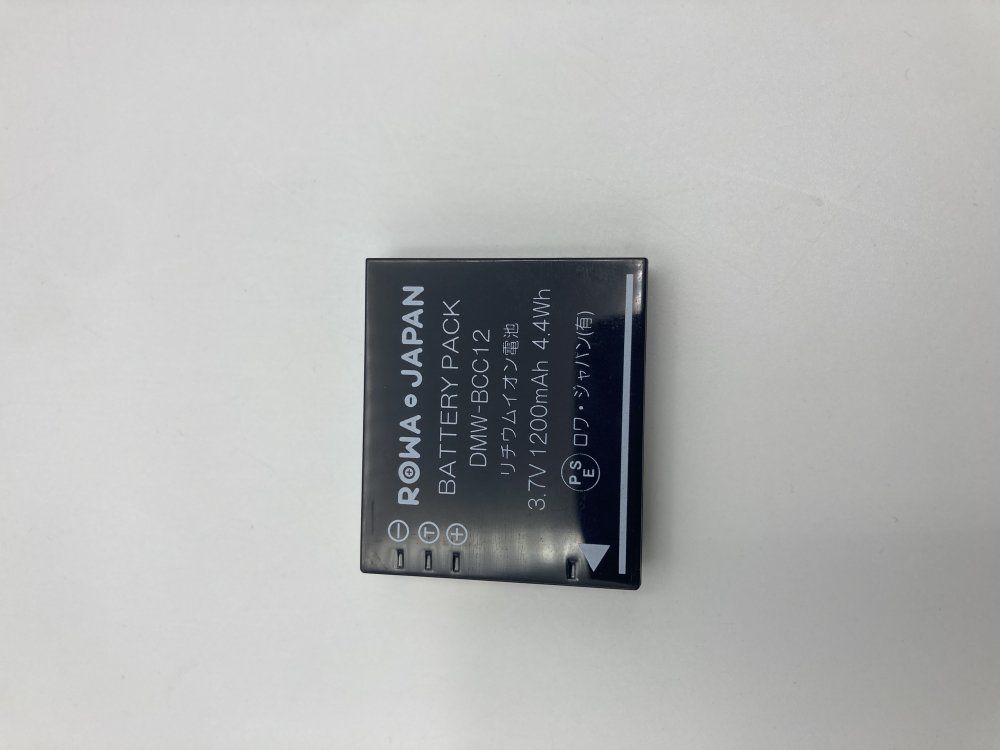 ROWA JAPAN
BATTERY PACK
DMW-BCC12
リチウムイオン電池
3.7V 1200mAh 4.4Wh
PSE ロワ・ジャパン(有)
− T +